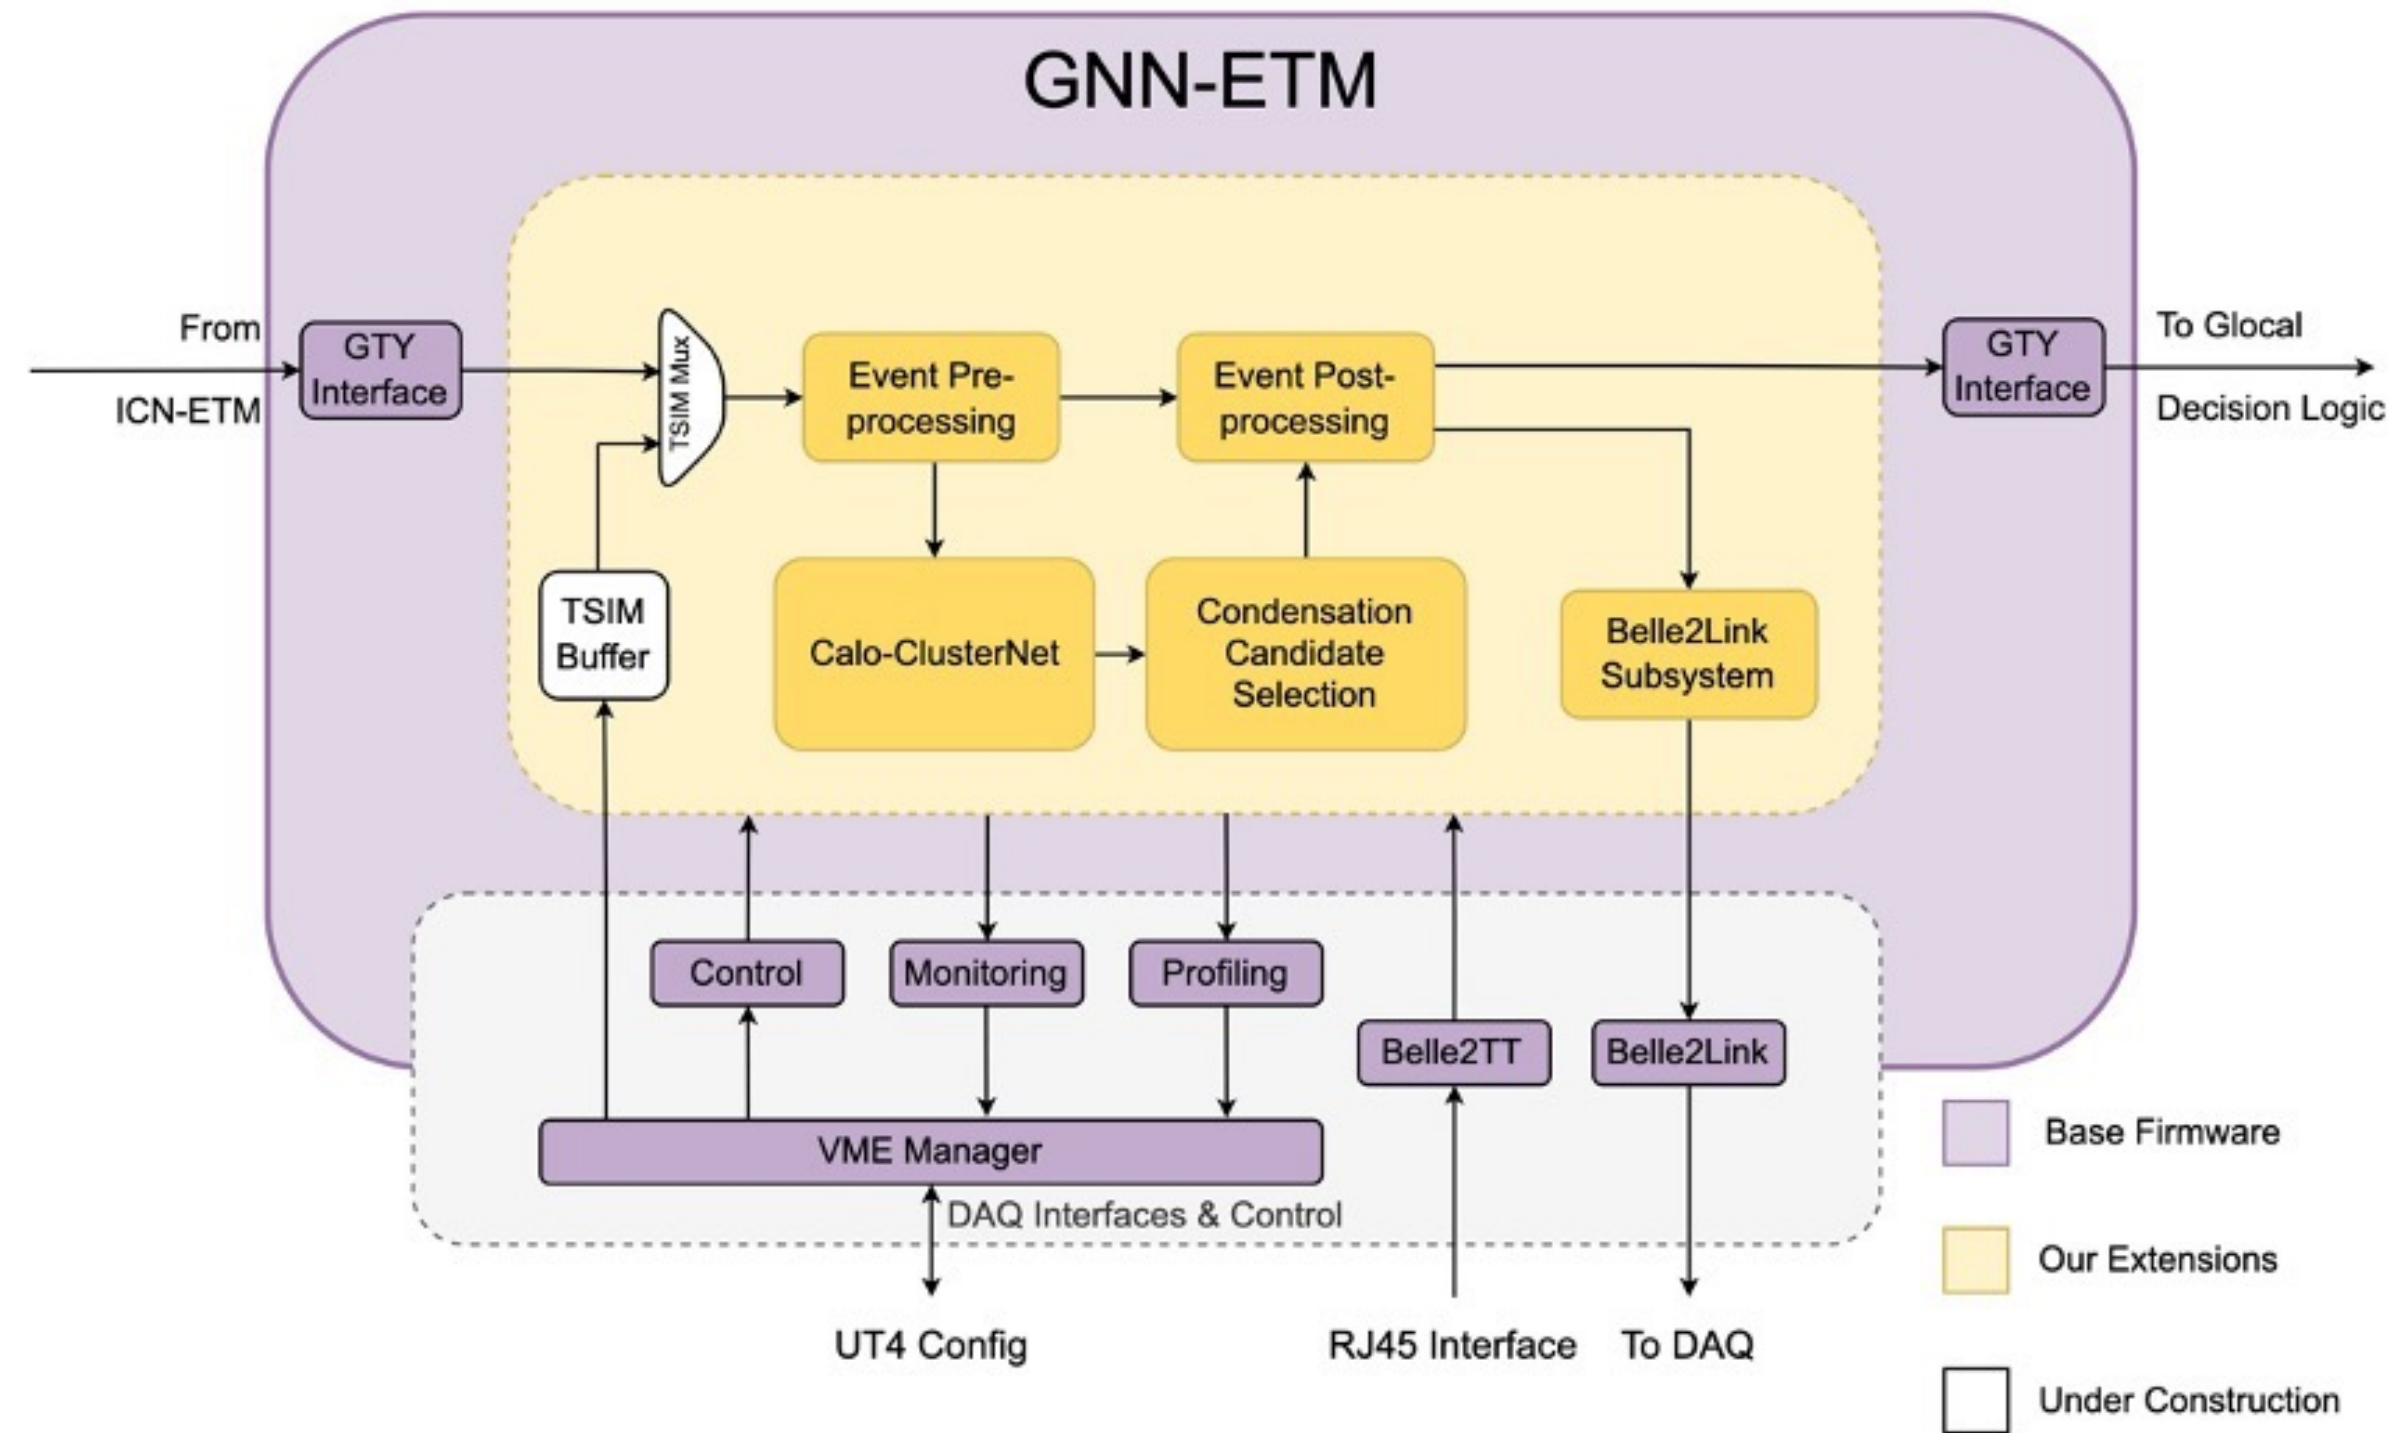 GNN-ETM
From
ICN-ETM
GTY
Interface
TSIM Mux
Event Pre-
processing
Event Post-
processing
GTY
Interface
To Glocal
Decision Logic
TSIM
Buffer
Calo-ClusterNet
Condensation
Candidate
Selection
Belle2Link
Subsystem
Control
Monitoring
Profiling
Belle2TT
Belle2Link
VME Manager
DAQ Interfaces & Control
UT4 Config
RJ45 Interface
To DAQ
Base Firmware
Our Extensions
Under Construction